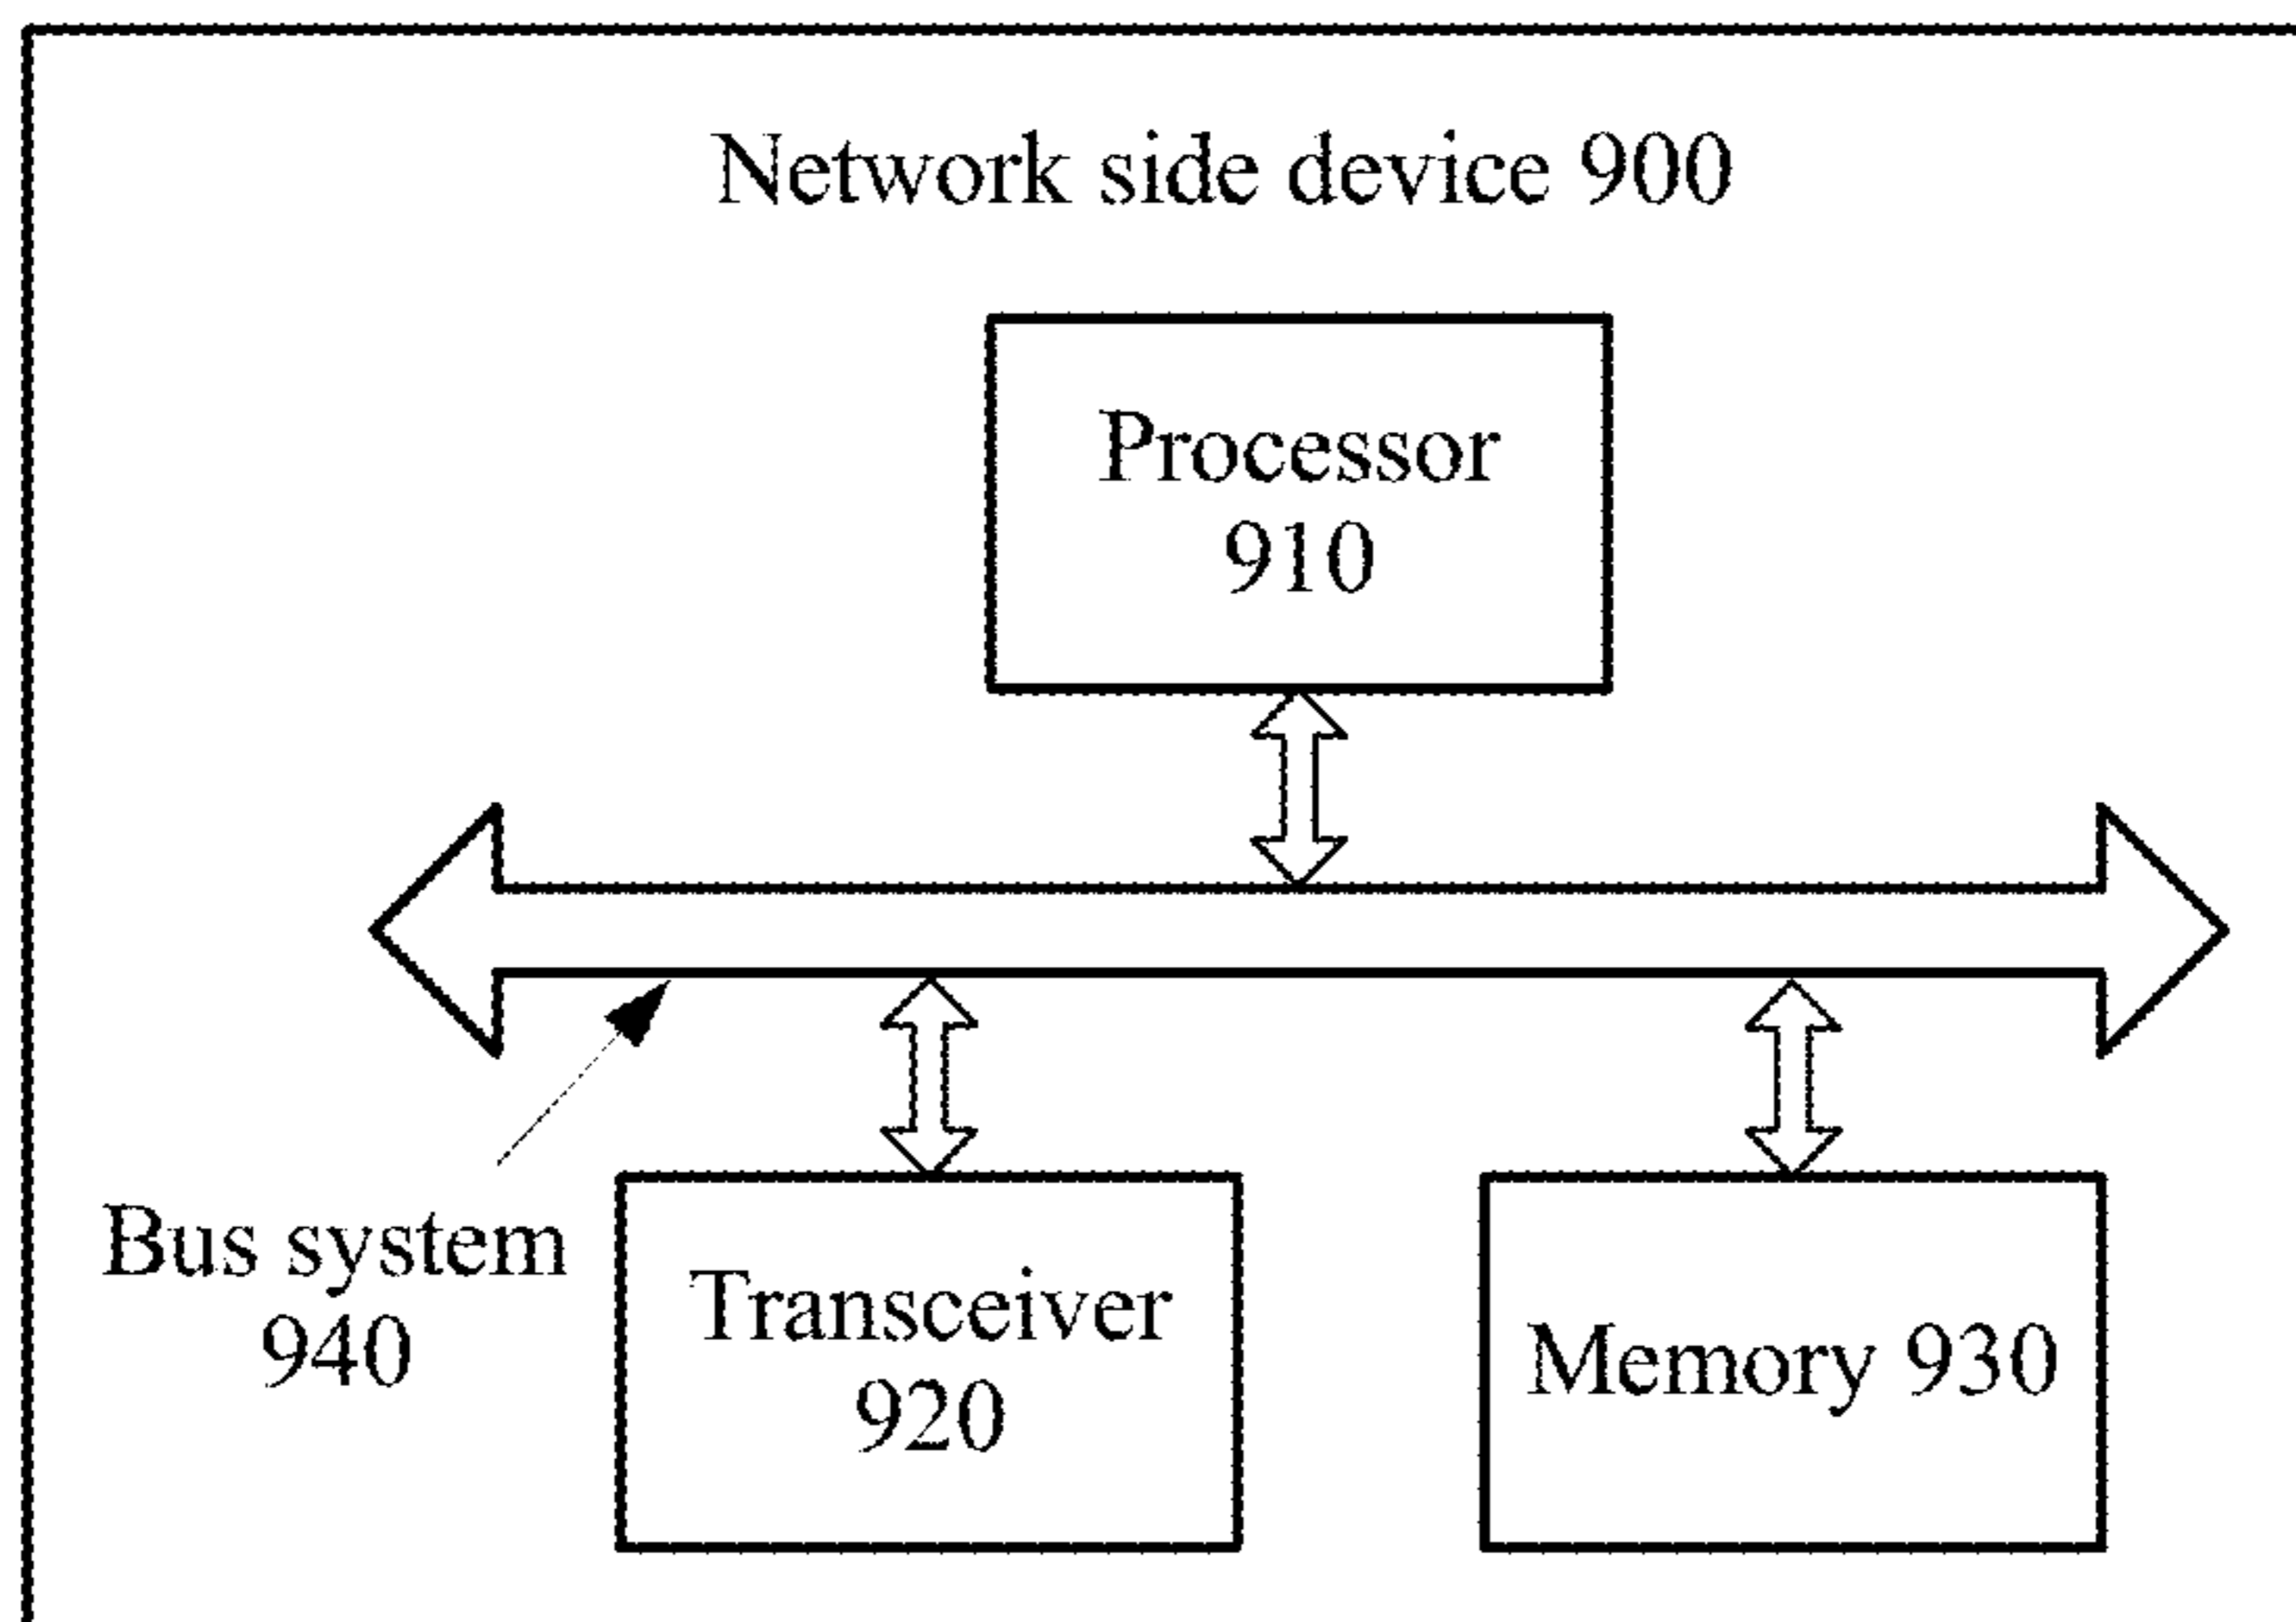 Network side device 900
Processor
910
Bus system
940
Transceiver
920
Memory 930